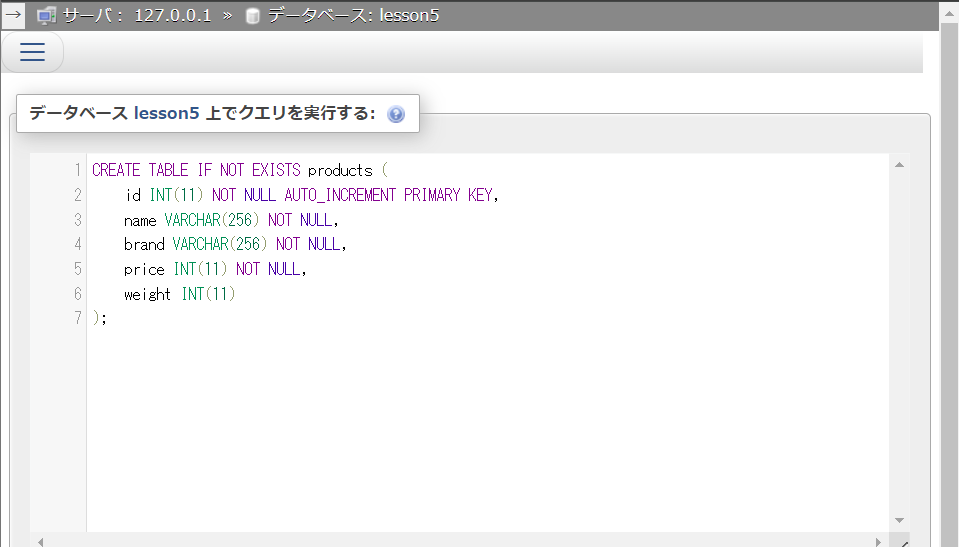 サーバ: 127.0.0.1 » データベース: lesson5
データベース lesson5 上でクエリを実行する:
1 CREATE TABLE IF NOT EXISTS products (
2 id INT(11) NOT NULL AUTO_INCREMENT PRIMARY KEY,
3 name VARCHAR(256) NOT NULL,
4 brand VARCHAR(256) NOT NULL,
5 price INT(11) NOT NULL,
6 weight INT(11)
7 );